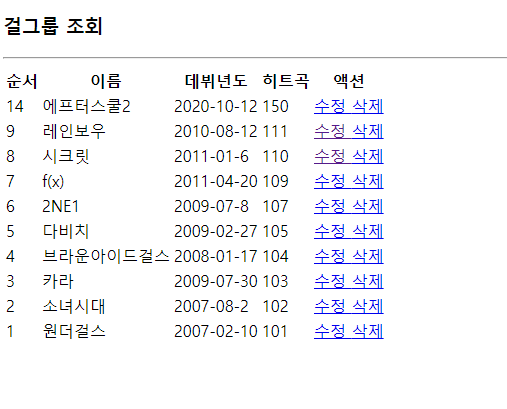 걸그룹 조회
순서 이름 데뷔년도 히트곡 액션
14 에프터스쿨2 2020-10-12 150 수정 삭제
9 레인보우 2010-08-12 111 수정 삭제
8 시크릿 2011-01-6 110 수정 삭제
7 f(x) 2011-04-20 109 수정 삭제
6 2NE1 2009-07-8 107 수정 삭제
5 다비치 2009-02-27 105 수정 삭제
4 브라운아이드걸스 2008-01-17 104 수정 삭제
3 카라 2009-07-30 103 수정 삭제
2 소녀시대 2007-08-2 102 수정 삭제
1 원더걸스 2007-02-10 101 수정 삭제